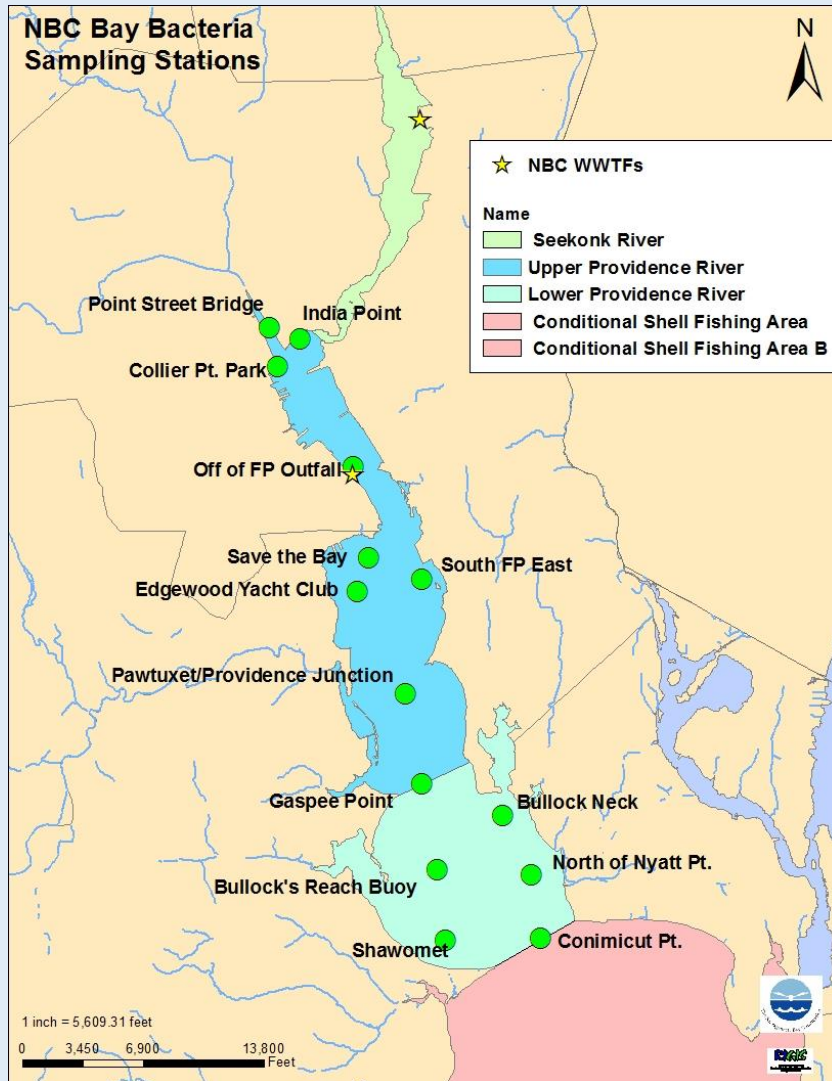 NBC Bay Bacteria
Sampling Stations
N
NBC WWTFs
Name
Seekonk River
Upper Providence River
Lower Providence River
Conditional Shell Fishing Area
Conditional Shell Fishing Area B
Point Street Bridge
India Point
Collier Pt. Park
Off of FP Outfall
Save the Bay
South FP East
Edgewood Yacht Club
Pawtuxet/Providence Junction
Gaspee Point
Bullock Neck
North of Nyatt Pt.
Bullock's Reach Buoy
Shawomet
Conimicut Pt.
1 inch = 5,609.31 feet
0 3,450 6,900 13,800
Feet